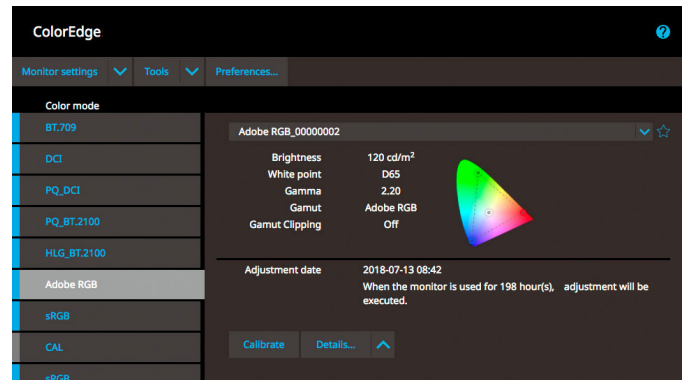 ColorEdge
?
Monitor settings
Tools
Preferences...
Color mode
BT.709
DCI
PQ_DCI
PQ_BT.2100
HLG_BT.2100
Adobe RGB
sRGB
CAL
sRGB
Adobe RGB_00000002
Brightness 120 cd/m²
White point D65
Gamma 2.20
Gamut Adobe RGB
Gamut Clipping Off
Adjustment date 2018-07-13 08:42
When the monitor is used for 198 hour(s), adjustment will be
executed.
Calibrate
Details...